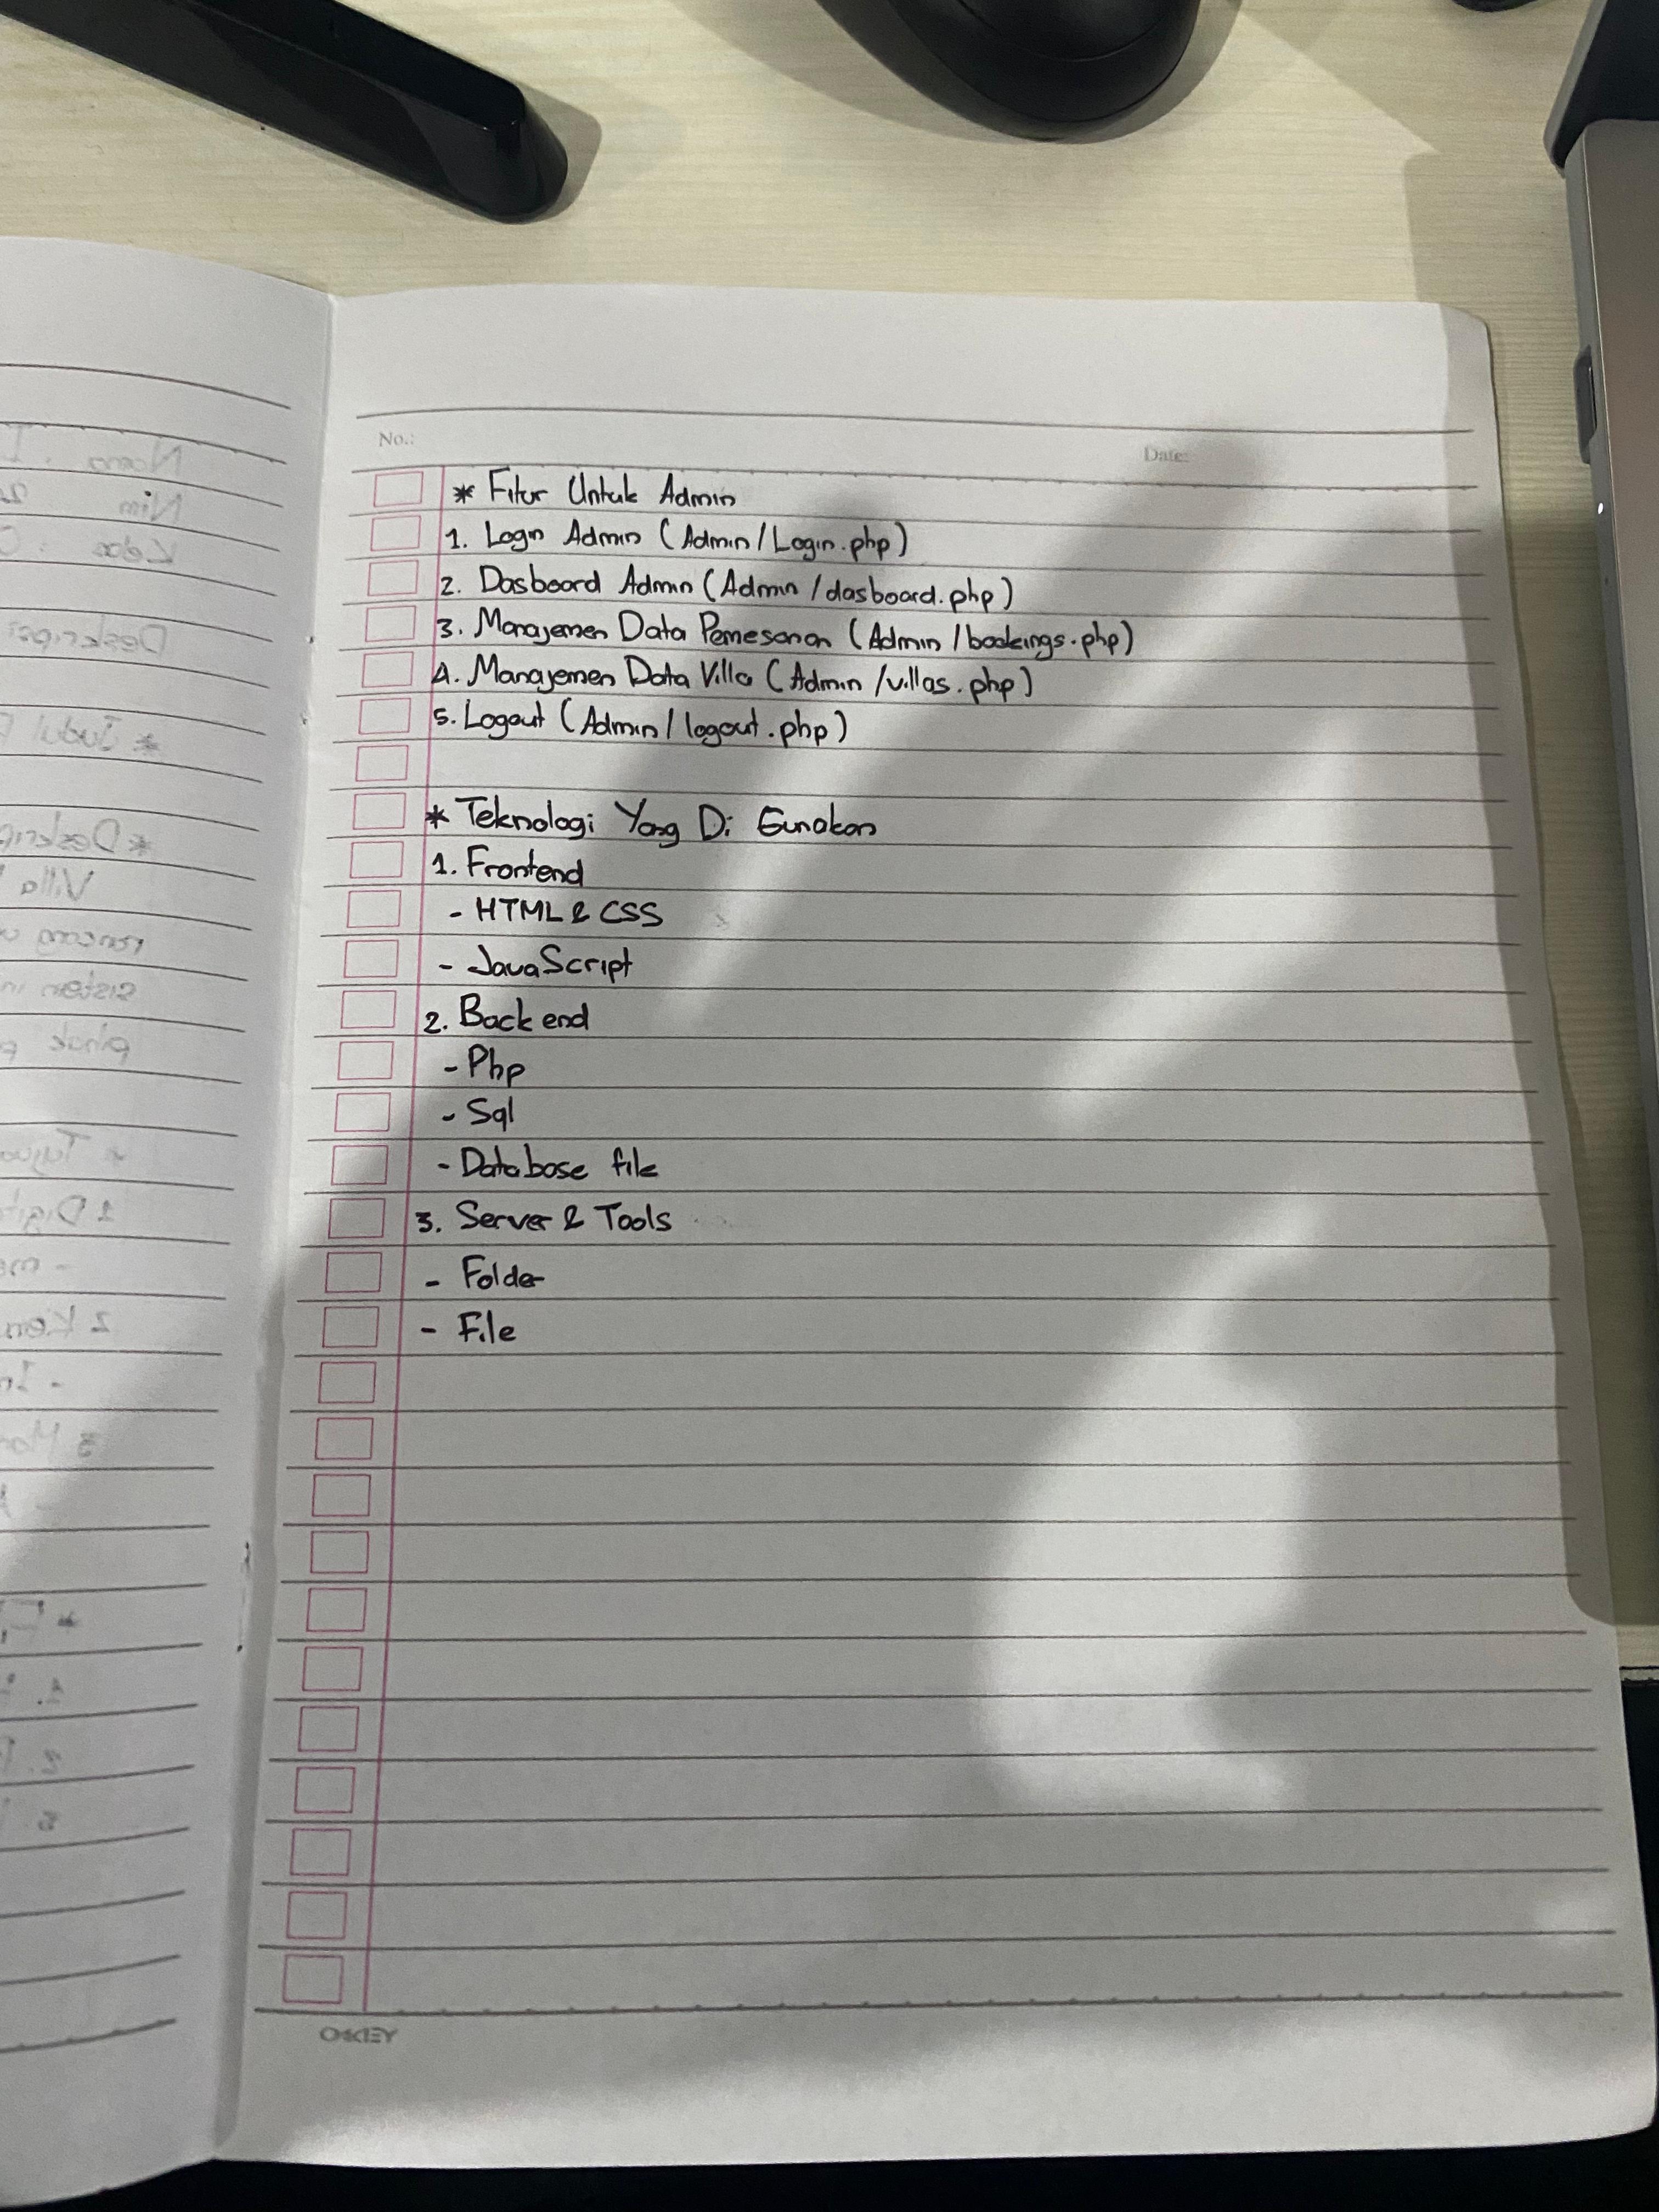 No.:
Date:
* Fitur Untuk Admin
1. Login Admin (Admin/Login.php)
2. Dasboard Admin (Admin/dasboard.php)
3. Manajemen Data Pemesanan (Admin/bookings.php)
4. Manajemen Data Villa (Admin/villas.php)
5. Logout (Admin/logout.php)
* Teknologi Yang Di Gunakan
1. Frontend
- HTML & CSS
- JavaScript
2. Back end
- Php
- Sql
- Database file
3. Server & Tools
- Folder
- File